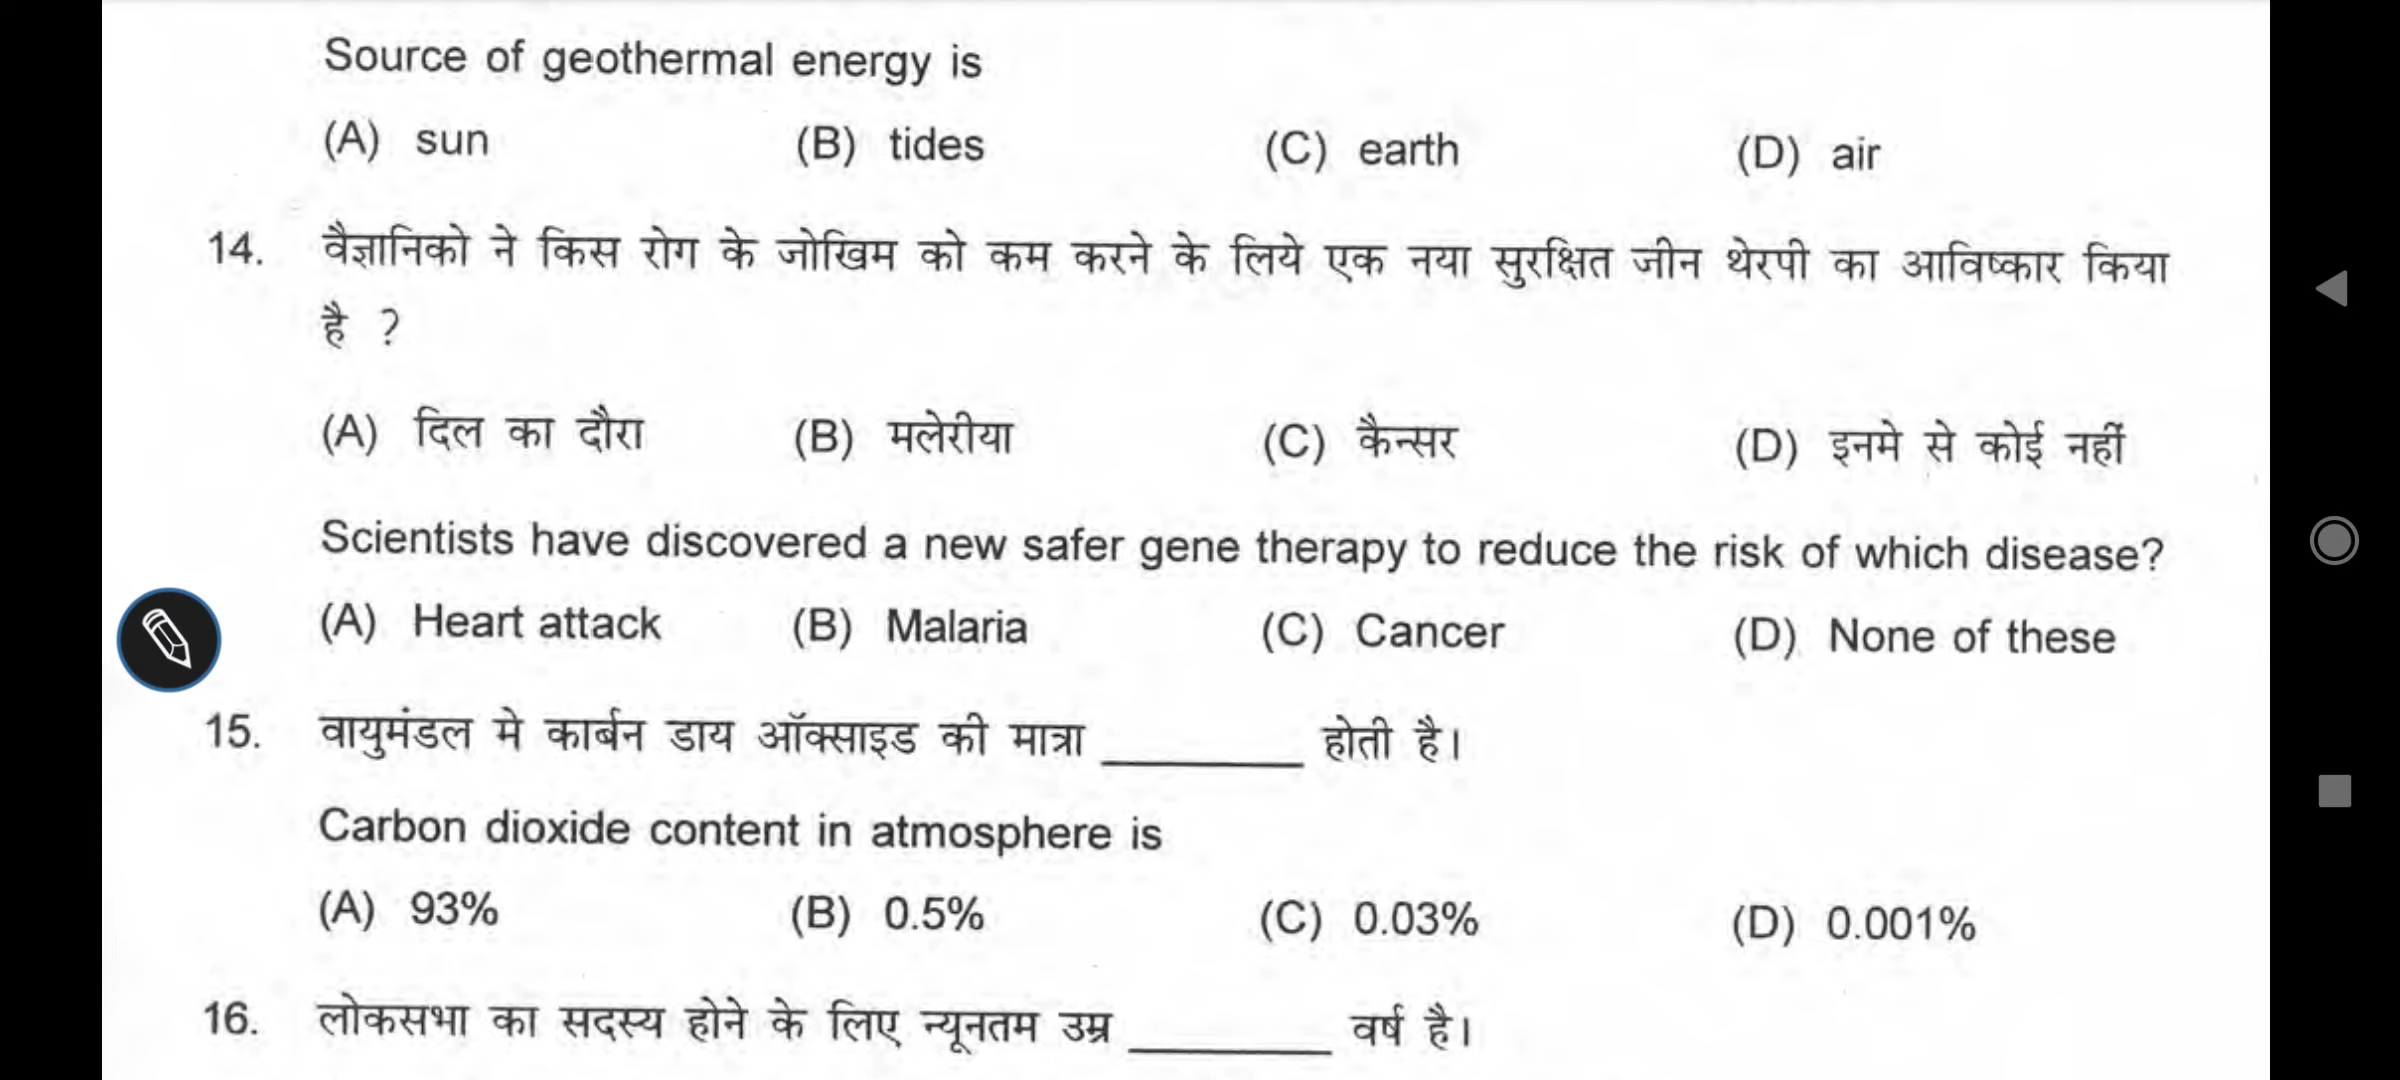 Source of geothermal energy is
(A) sun (B) tides (C) earth (D) air
14. वैज्ञानिको ने किस रोग के जोखिम को कम करने के लिये एक नया सुरक्षित जीन थेरपी का आविष्कार किया
है ?
(A) दिल का दौरा (B) मलेरीया (C) कैन्सर (D) इनमे से कोई नहीं
Scientists have discovered a new safer gene therapy to reduce the risk of which disease?
(A) Heart attack (B) Malaria (C) Cancer (D) None of these
15. वायुमंडल मे कार्बन डाय ऑक्साइड की मात्रा ________ होती है।
Carbon dioxide content in atmosphere is
(A) 93% (B) 0.5% (C) 0.03% (D) 0.001%
16. लोकसभा का सदस्य होने के लिए न्यूनतम उम्र ________ वर्ष है।